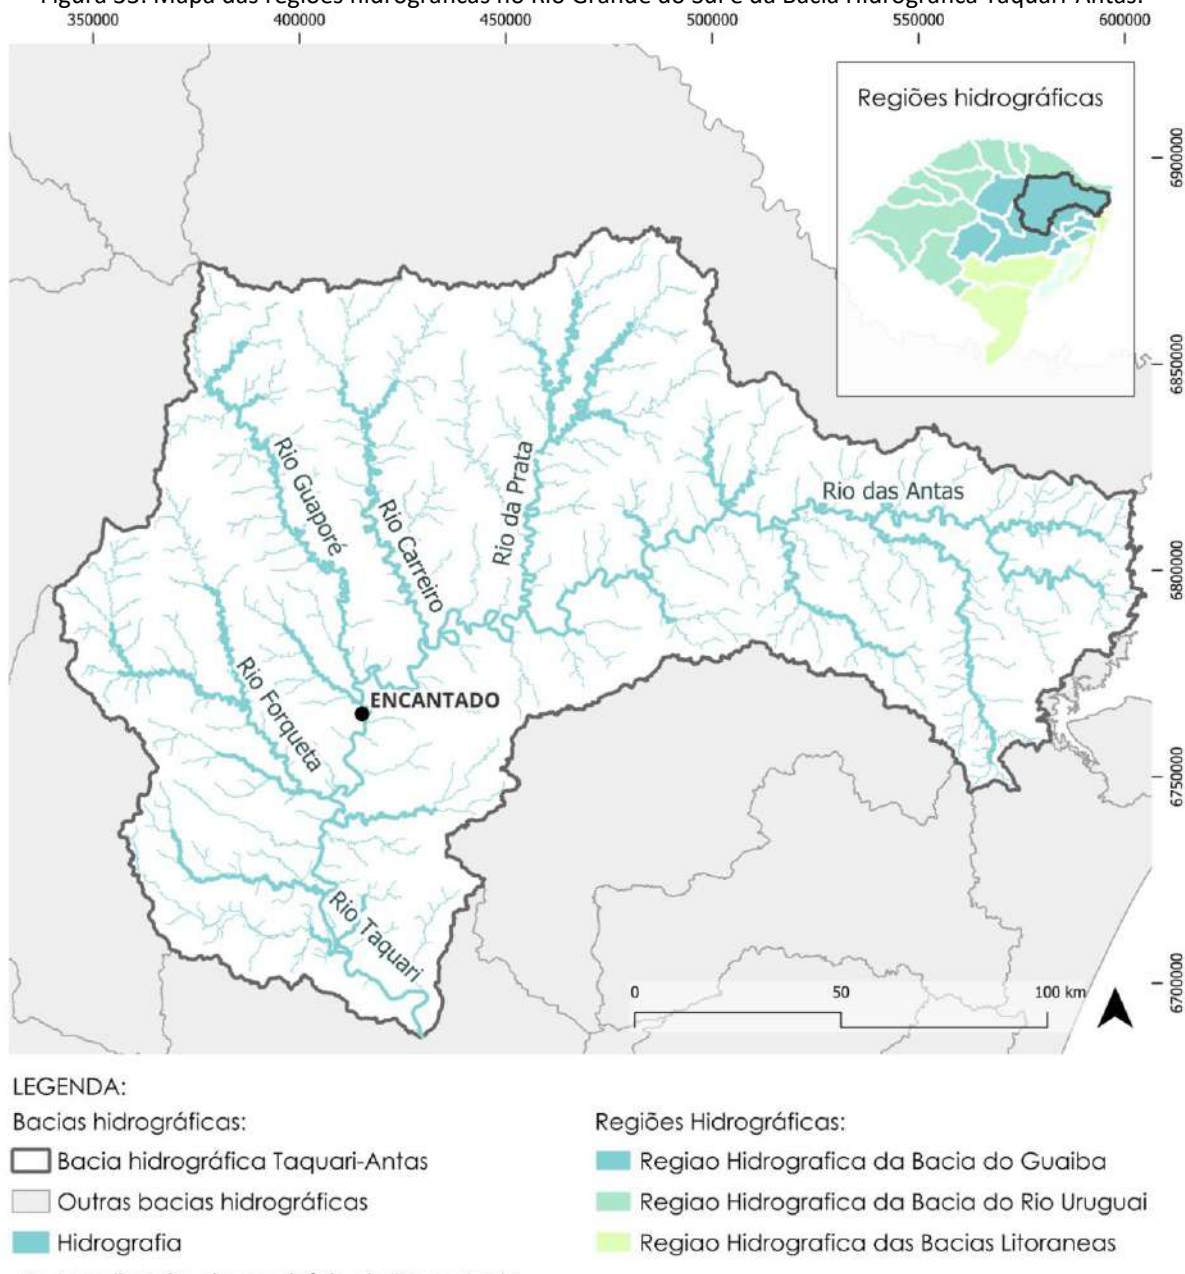 Figura 33. Mapa das regiões hidrográficas no Rio Grande do Sul e da Bacia Hidrográfica Taquari-Antas.
350000 400000 450000 500000 550000 600000
Regiões hidrográficas
6900000
6850000
6800000
6750000
6700000
Rio Guaporé
Rio Carreiro
Rio da Prata
Rio das Antas
Rio Forqueta
ENCANTADO
Rio Taquari
0 50 100 km
LEGENDA:
Bacias hidrográficas:
Bacia hidrográfica Taquari-Antas
Outras bacias hidrográficas
Hidrografia
Regiões Hidrográficas:
Regiao Hidrografica da Bacia do Guaiba
Regiao Hidrografica da Bacia do Rio Uruguai
Regiao Hidrografica das Bacias Litoraneas